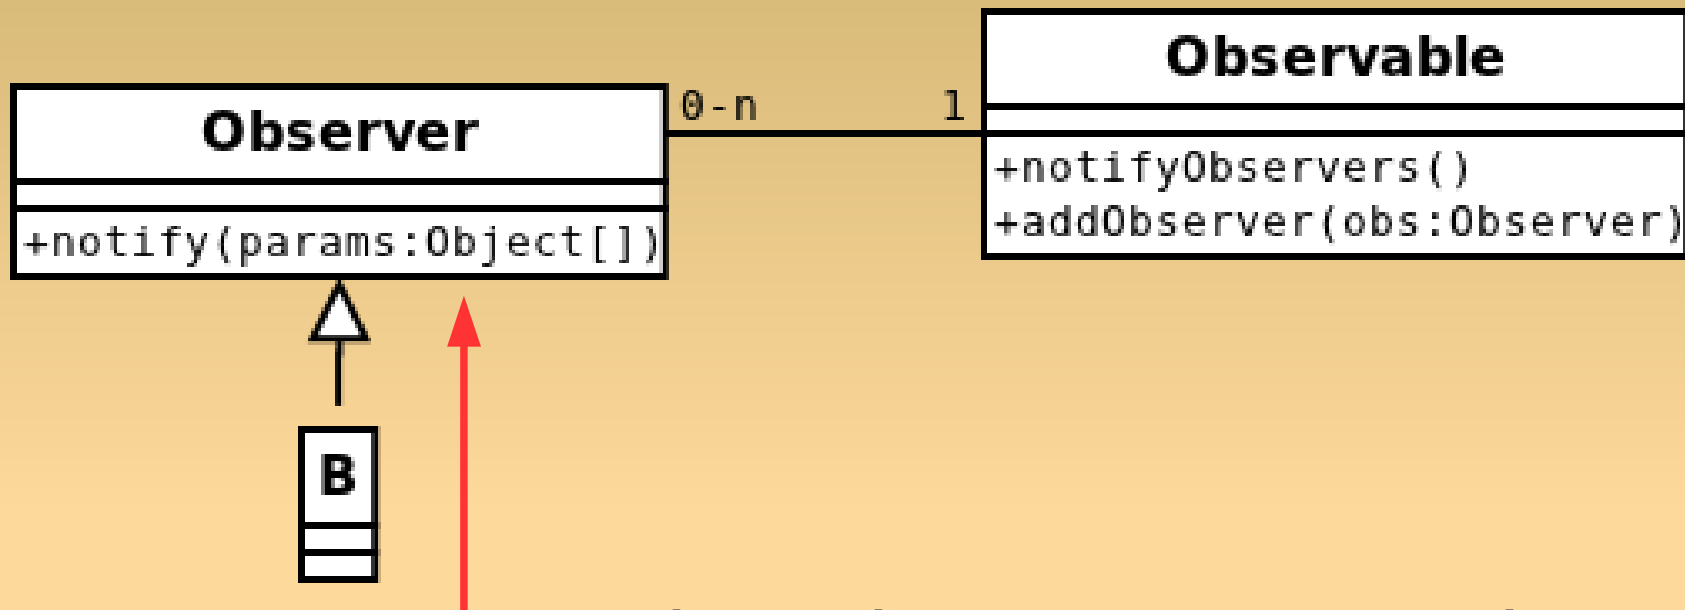 Observable
Observer
0-n
1
+notifyObservers()
+addObserver(obs:Observer)
+notify(params:Object[])
B